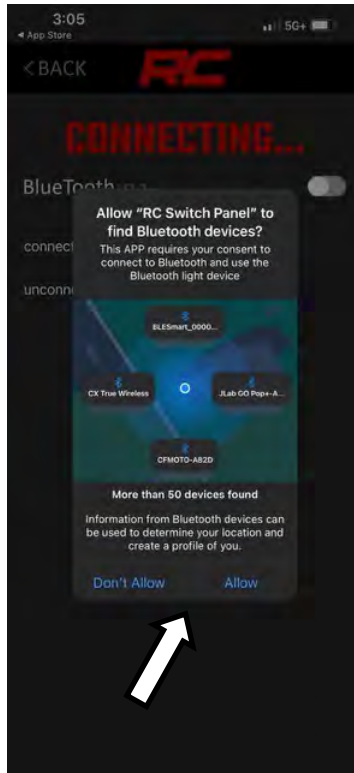 3:05
5G+
◀ App Store
<BACK
RC
CONNECTING...
BlueTooth
connect
unconn
Allow “RC Switch Panel” to
find Bluetooth devices?
This APP requires your consent to
connect to Bluetooth and use the
Bluetooth light device
BLESmart_0000...
CX True Wireless
JLab GO Pop+-A...
CFMOTO-A82D
More than 50 devices found
Information from Bluetooth devices can
be used to determine your location and
create a profile of you.
Don't Allow
Allow